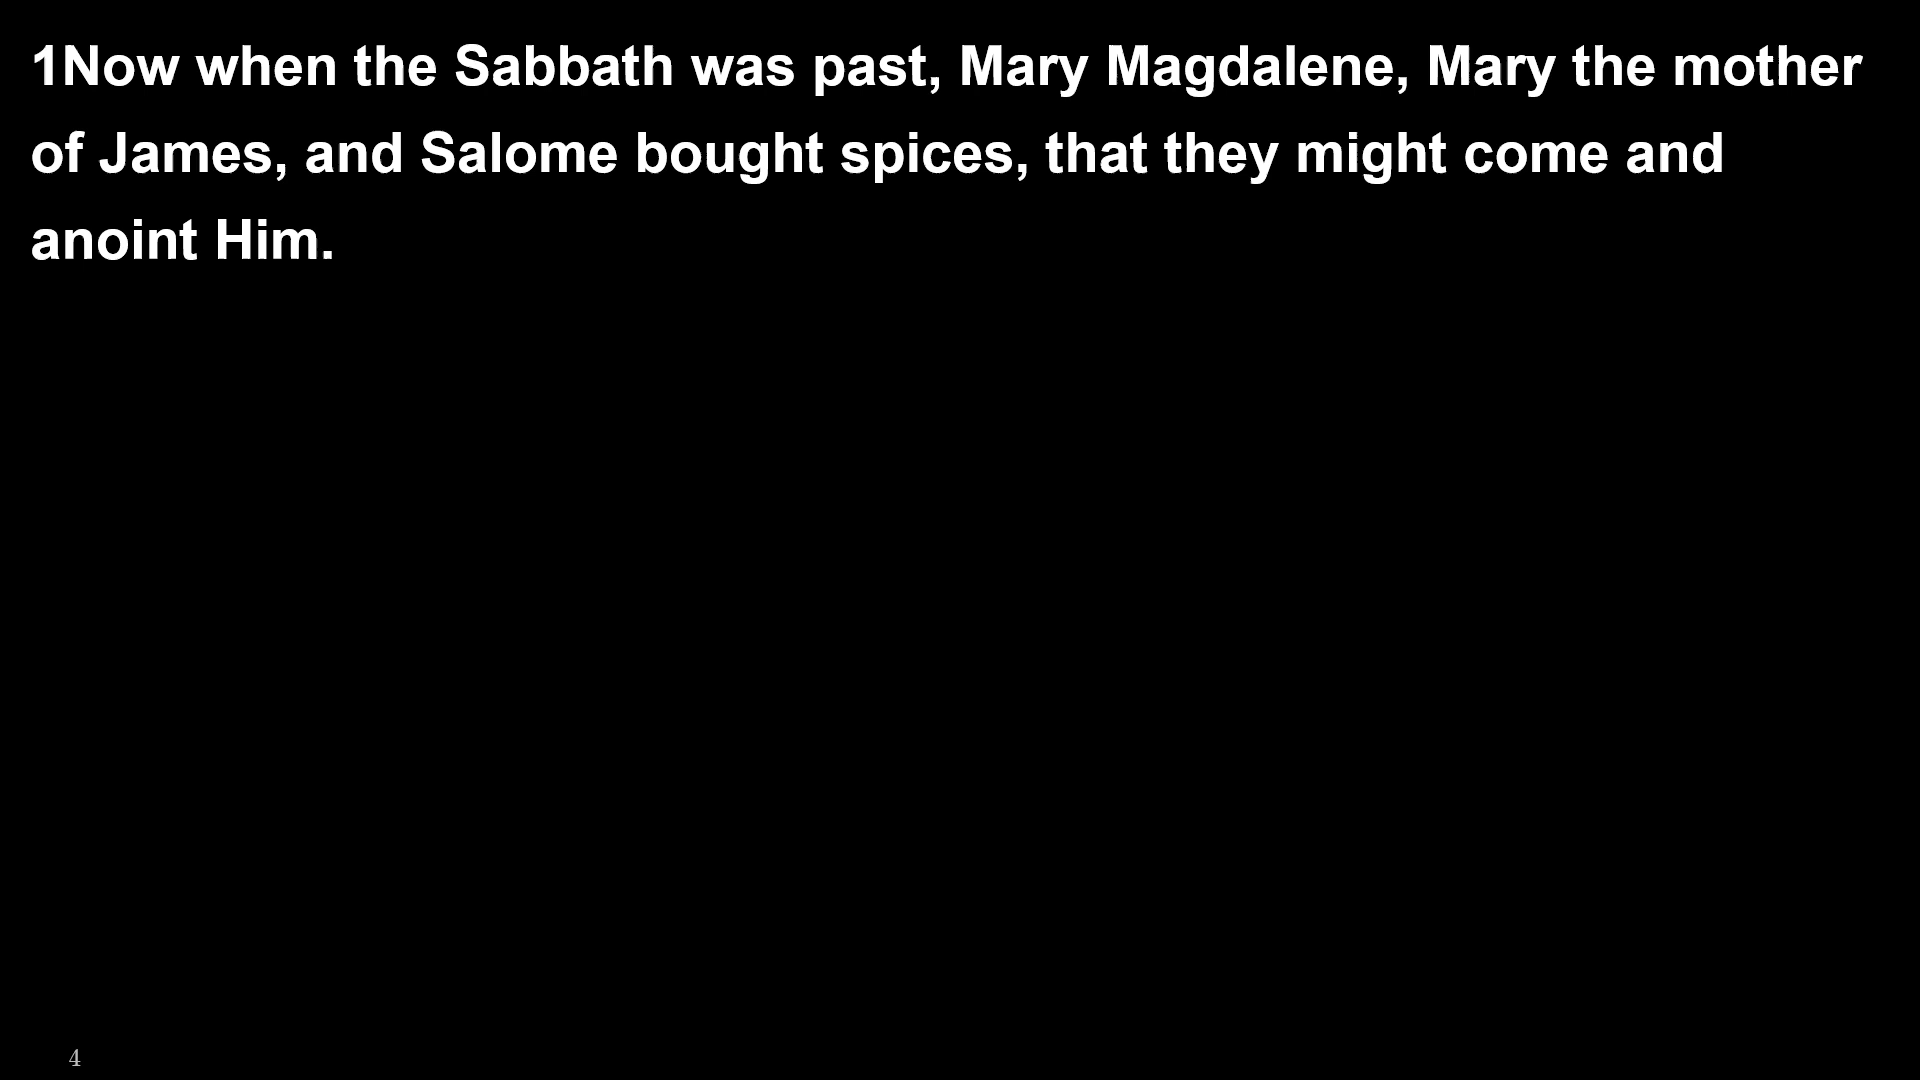 1Now when the Sabbath was past, Mary Magdalene, Mary the mother
of James, and Salome bought spices, that they might come and
anoint Him.
4